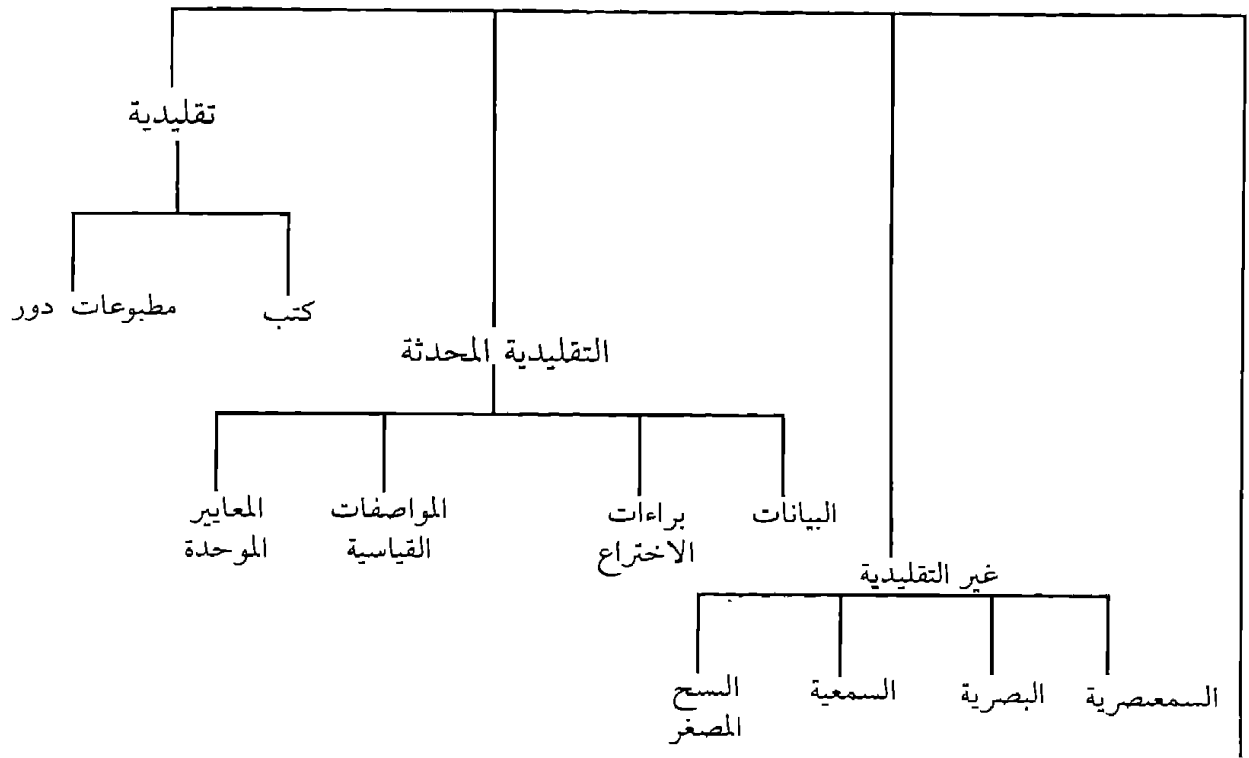 تقليدية
كتب
مطبوعات دور
التقليدية المحدثة
البيانات
براءات
الاختراع
المواصفات
القياسية
المعايير
الموحدة
غير التقليدية
السمعبصرية
البصرية
السمعية
النسخ
المصغر